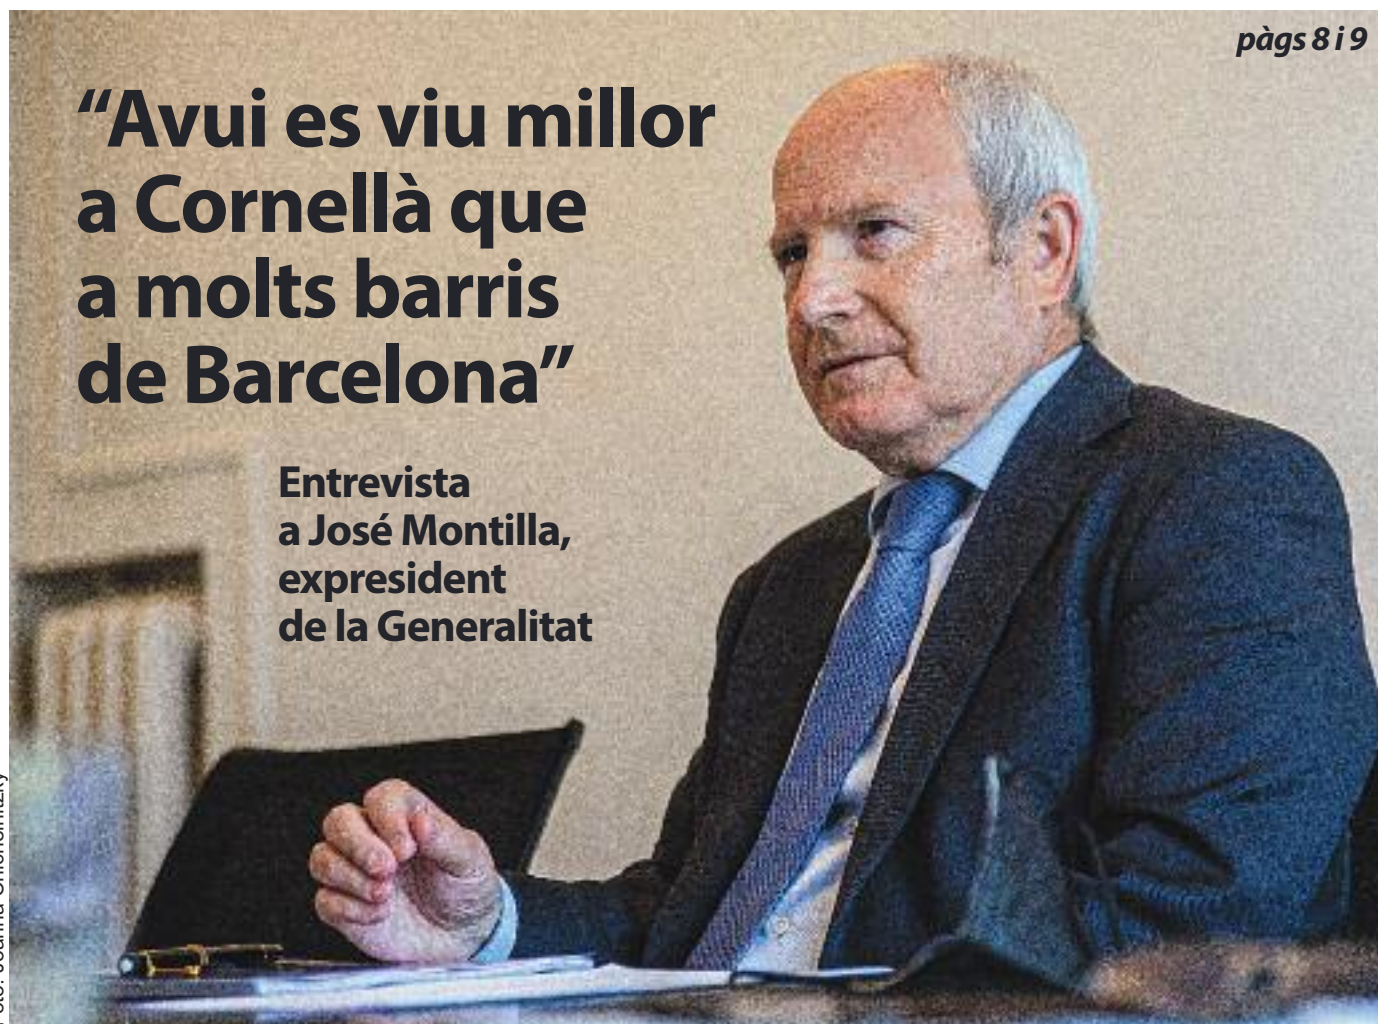 pàgs 8 i 9
“Avui es viu millor
a Cornellà que
a molts barris
de Barcelona”
Entrevista
a José Montilla,
expresident
de la Generalitat